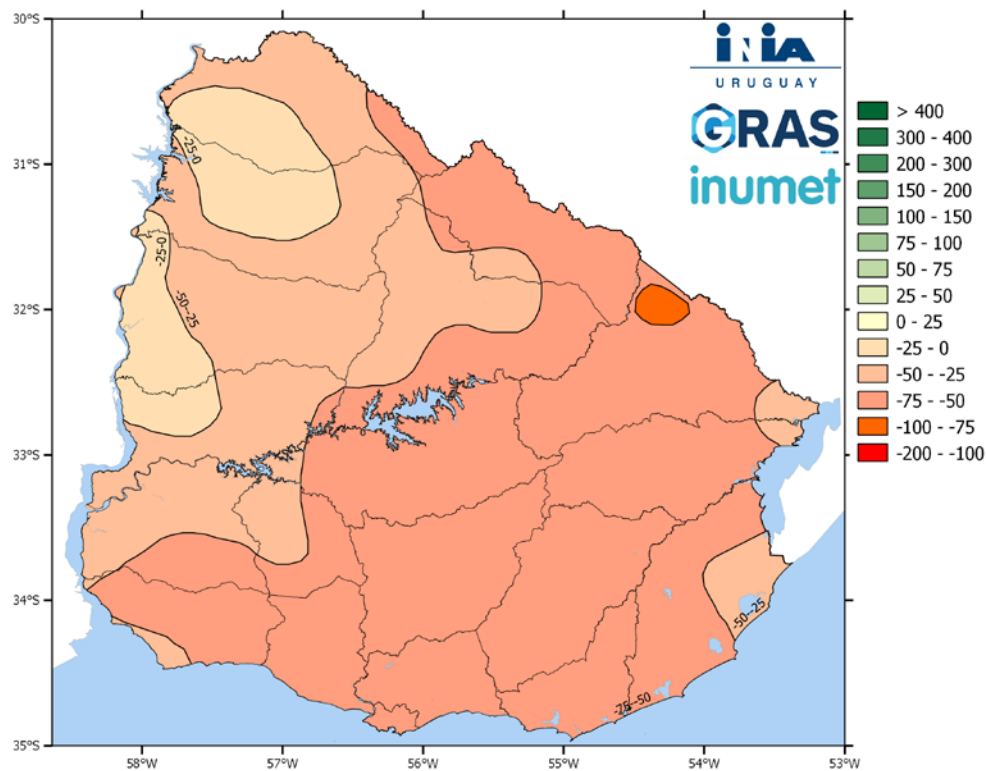 30°S
31°S
32°S
33°S
34°S
35°S
58°W
57°W
56°W
55°W
54°W
53°W
-25-0
-25-0
-50--25
-50--25
-75--50
iNiA
URUGUAY
GRAS
inumet
> 400
300 - 400
200 - 300
150 - 200
100 - 150
75 - 100
50 - 75
25 - 50
0 - 25
-25 - 0
-50 - -25
-75 - -50
-100 - -75
-200 - -100